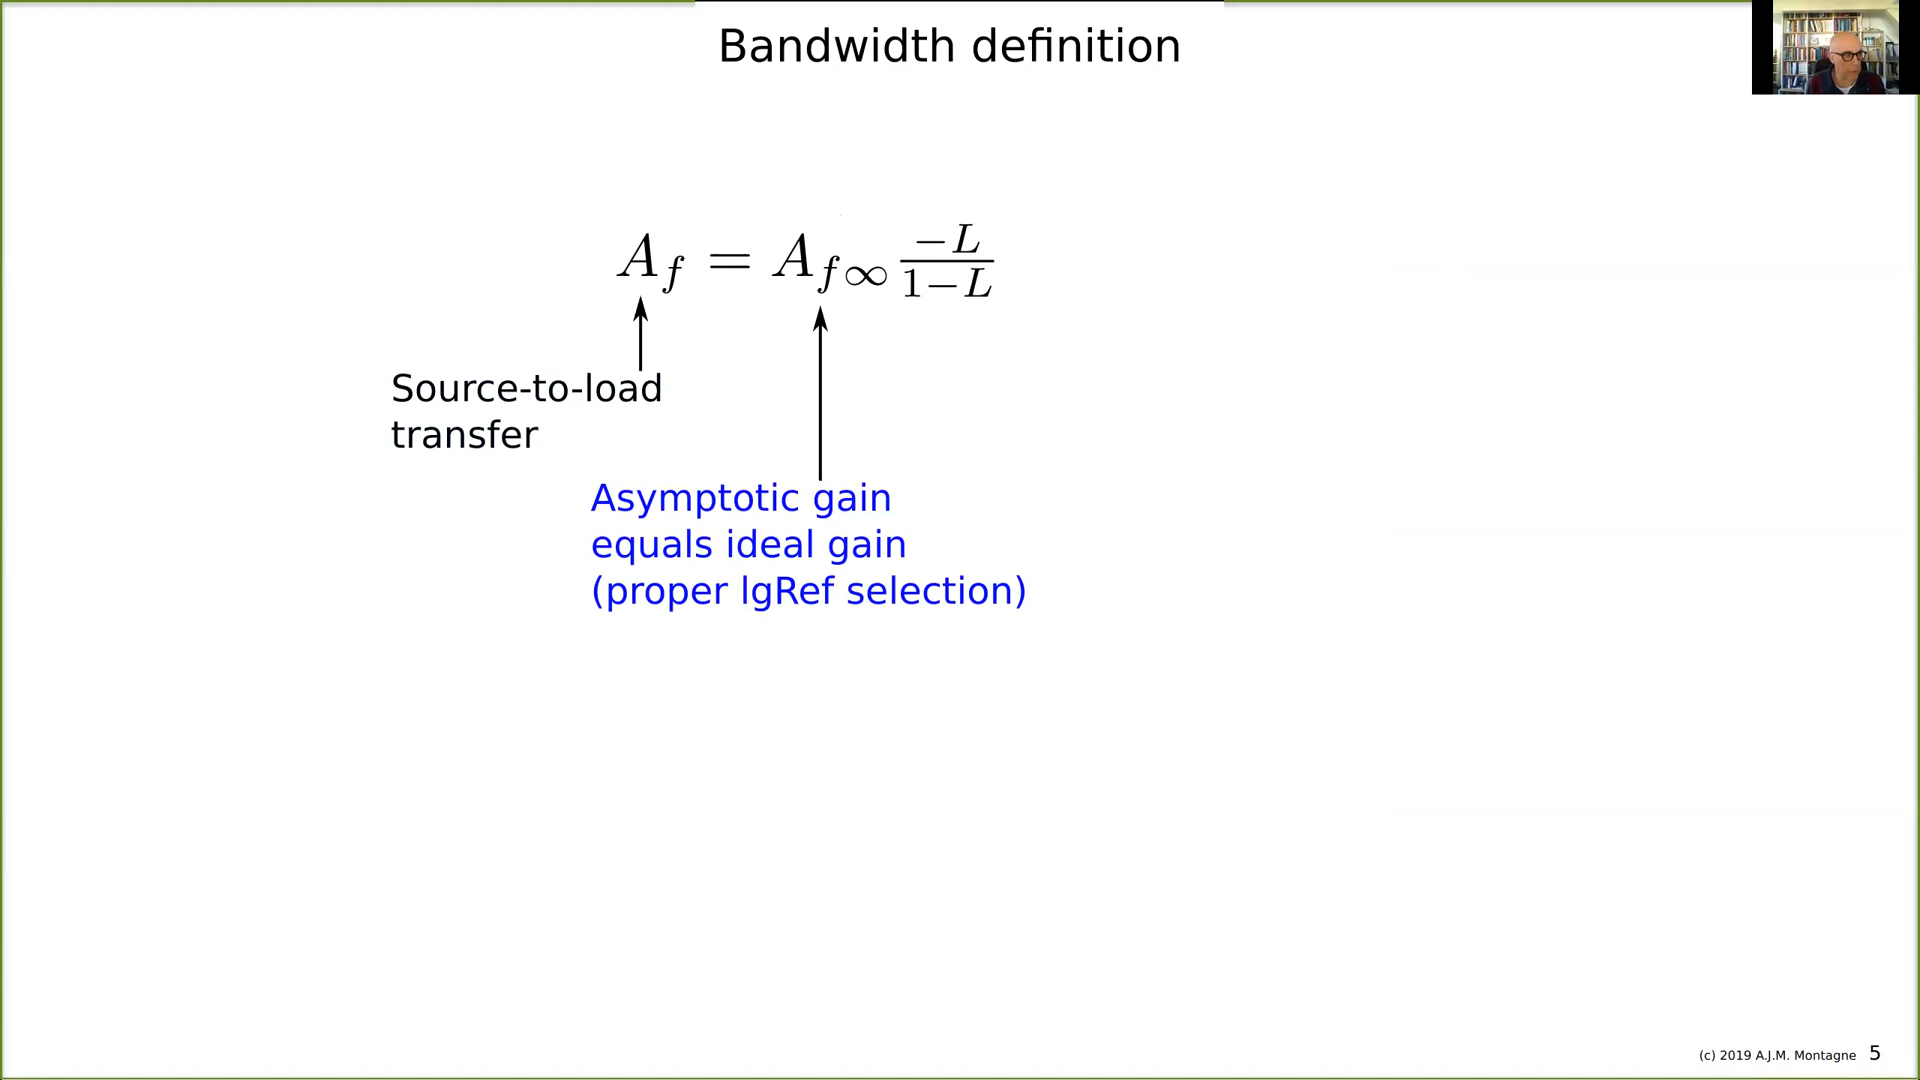 Bandwidth definition
A_f = A_{f∞} \frac{-L}{1-L}
Source-to-load
transfer
Asymptotic gain
equals ideal gain
(proper lgRef selection)
(c) 2019 A.J.M. Montagne 5